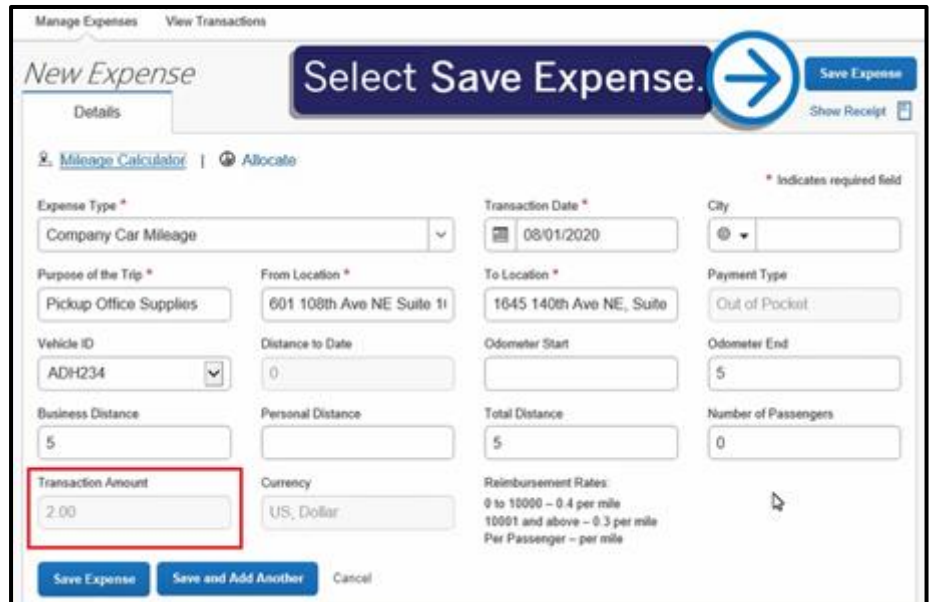 Manage Expenses View Transactions
New Expense
Select Save Expense.
Save Expense
Details
Show Receipt
Mileage Calculator | Allocate
* Indicates required field
Expense Type * Transaction Date * City
Company Car Mileage 08/01/2020
Purpose of the Trip * From Location * To Location * Payment Type
Pickup Office Supplies 601 108th Ave NE Suite 1 1645 140th Ave NE, Suite Out of Pocket
Vehicle ID Distance to Date Odometer Start Odometer End
ADH234 0 5
Business Distance Personal Distance Total Distance Number of Passengers
5 5 0
Transaction Amount Currency Reimbursement Rates:
2.00 US, Dollar 0 to 10000 – 0.4 per mile
10001 and above – 0.3 per mile
Per Passenger – per mile
Save Expense Save and Add Another Cancel